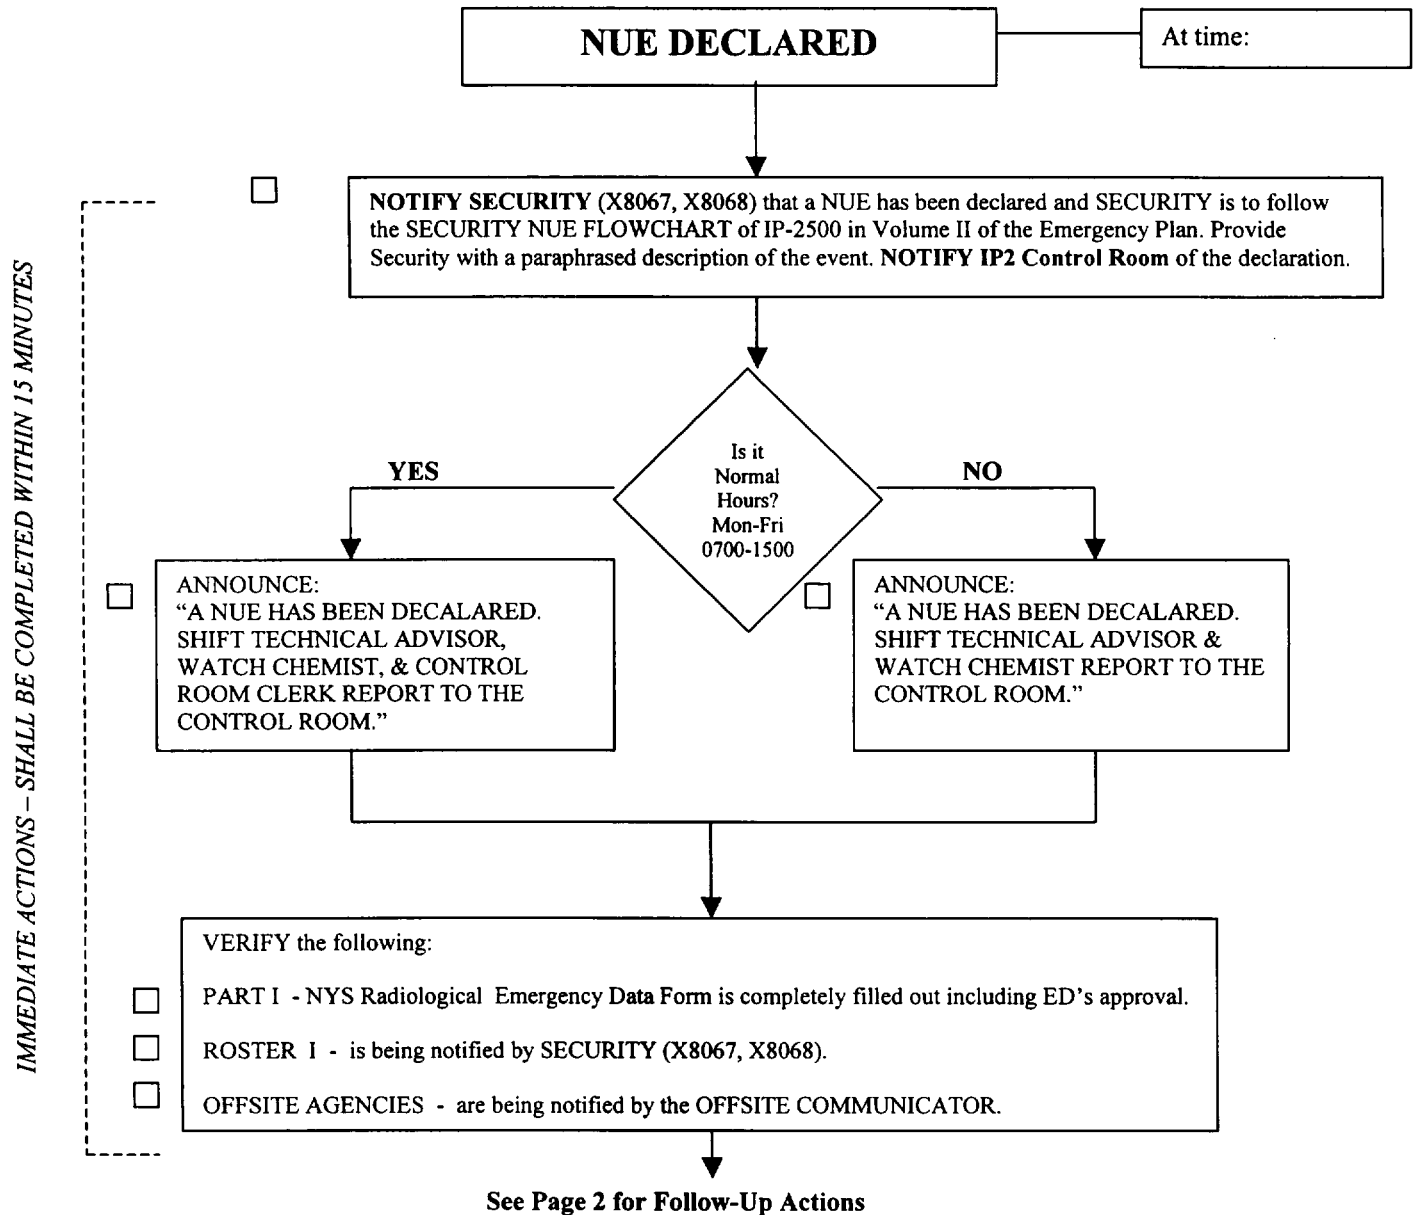 NUE DECLARED
At time:
NOTIFY SECURITY (X8067, X8068) that a NUE has been declared and SECURITY is to follow
the SECURITY NUE FLOWCHART of IP-2500 in Volume II of the Emergency Plan. Provide
Security with a paraphrased description of the event. NOTIFY IP2 Control Room of the declaration.
IMMEDIATE ACTIONS – SHALL BE COMPLETED WITHIN 15 MINUTES
Is it
Normal
Hours?
Mon-Fri
0700-1500
YES
NO
ANNOUNCE:
“A NUE HAS BEEN DECALARED.
SHIFT TECHNICAL ADVISOR,
WATCH CHEMIST, & CONTROL
ROOM CLERK REPORT TO THE
CONTROL ROOM.”
ANNOUNCE:
“A NUE HAS BEEN DECALARED.
SHIFT TECHNICAL ADVISOR &
WATCH CHEMIST REPORT TO THE
CONTROL ROOM.”
VERIFY the following:
PART I - NYS Radiological Emergency Data Form is completely filled out including ED’s approval.
ROSTER I - is being notified by SECURITY (X8067, X8068).
OFFSITE AGENCIES - are being notified by the OFFSITE COMMUNICATOR.
See Page 2 for Follow-Up Actions